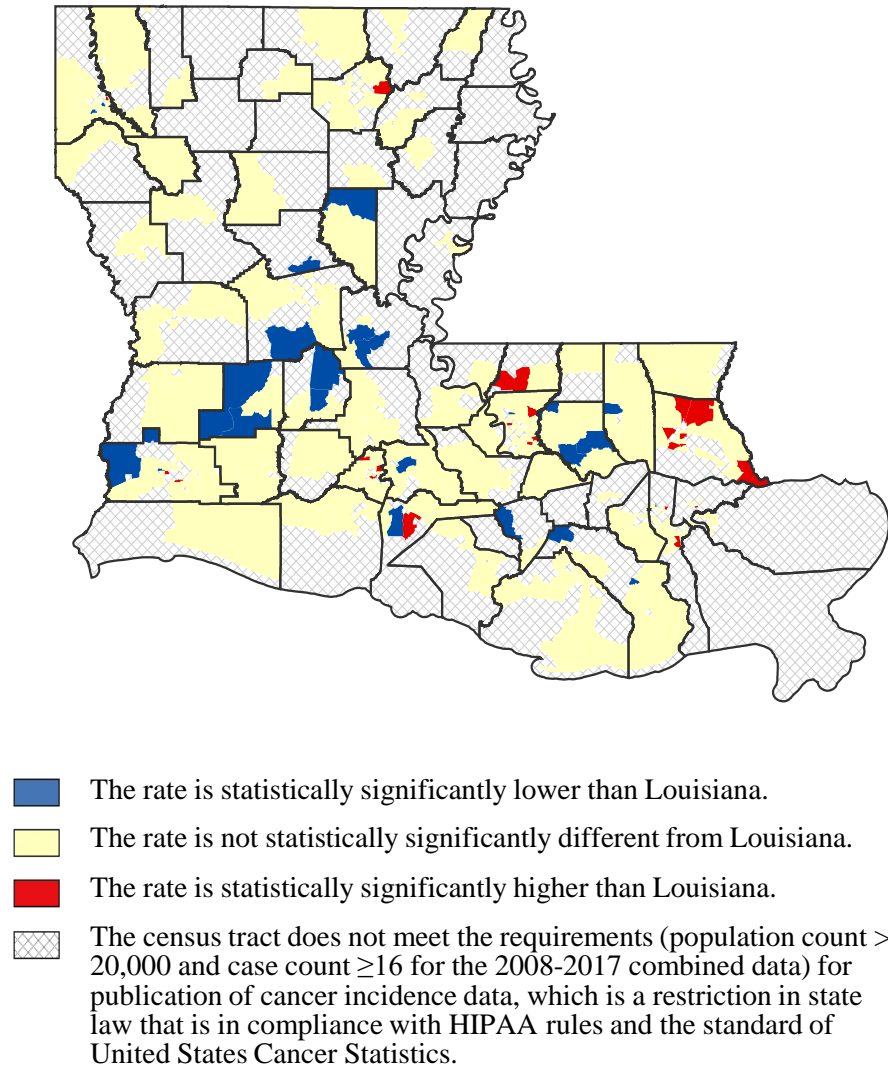 The rate is statistically significantly lower than Louisiana.
The rate is not statistically significantly different from Louisiana.
The rate is statistically significantly higher than Louisiana.
The census tract does not meet the requirements (population count >
20,000 and case count ≥16 for the 2008-2017 combined data) for
publication of cancer incidence data, which is a restriction in state
law that is in compliance with HIPAA rules and the standard of
United States Cancer Statistics.